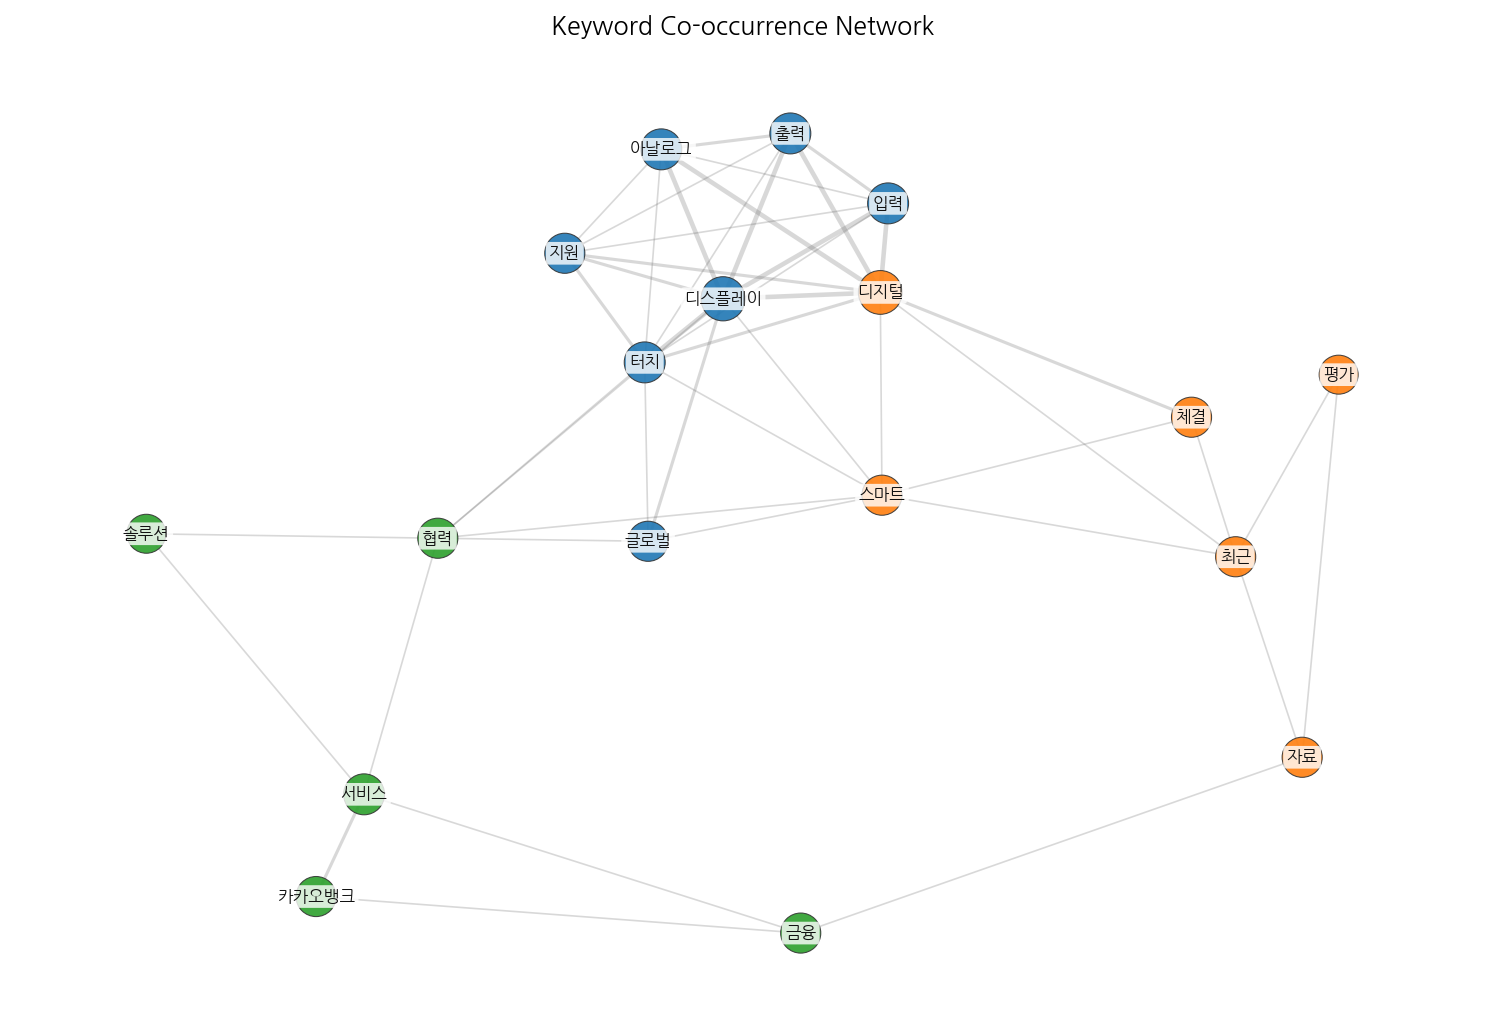 Keyword Co-occurrence Network
출력
아날로그
입력
지원
디지털
디스플레이
터치
평가
체결
스마트
솔루션
협력
글로벌
최근
자료
서비스
카카오뱅크
금융